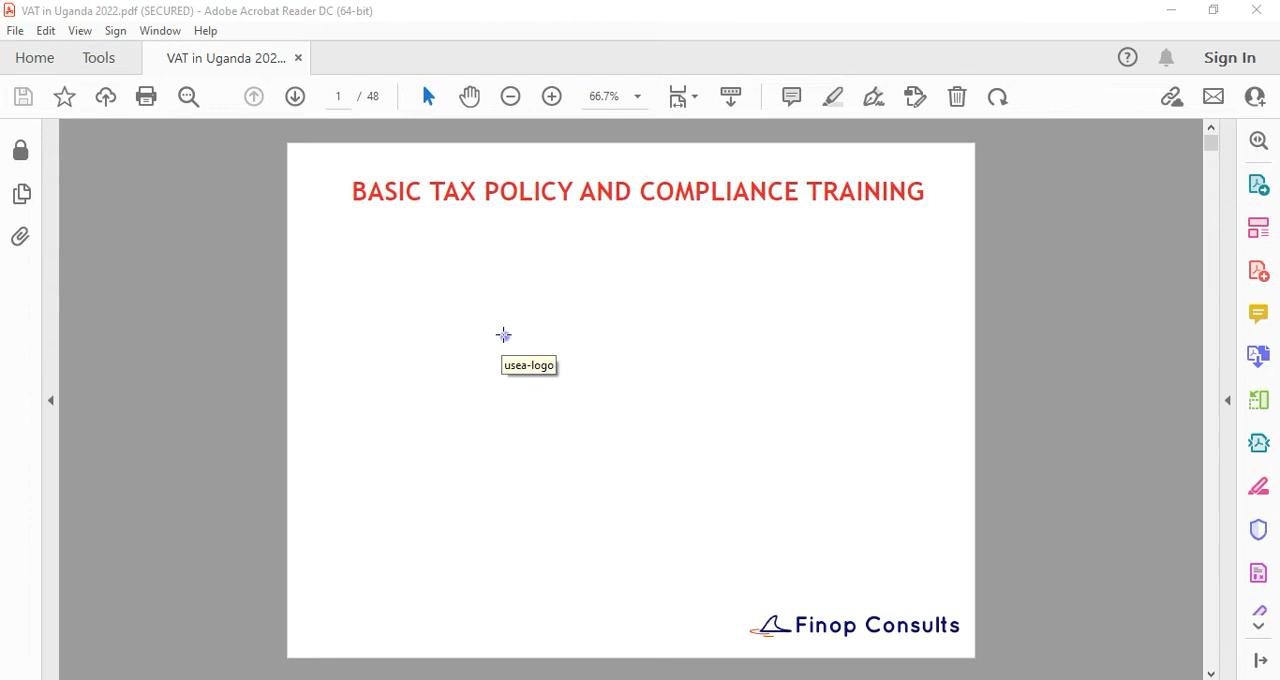 VAT in Uganda 2022.pdf (SECURED) - Adobe Acrobat Reader DC (64-bit)
File Edit View Sign Window Help
Home Tools VAT in Uganda 202... × Sign In
1 / 48 66.7%
BASIC TAX POLICY AND COMPLIANCE TRAINING
usea-logo
Finop Consults